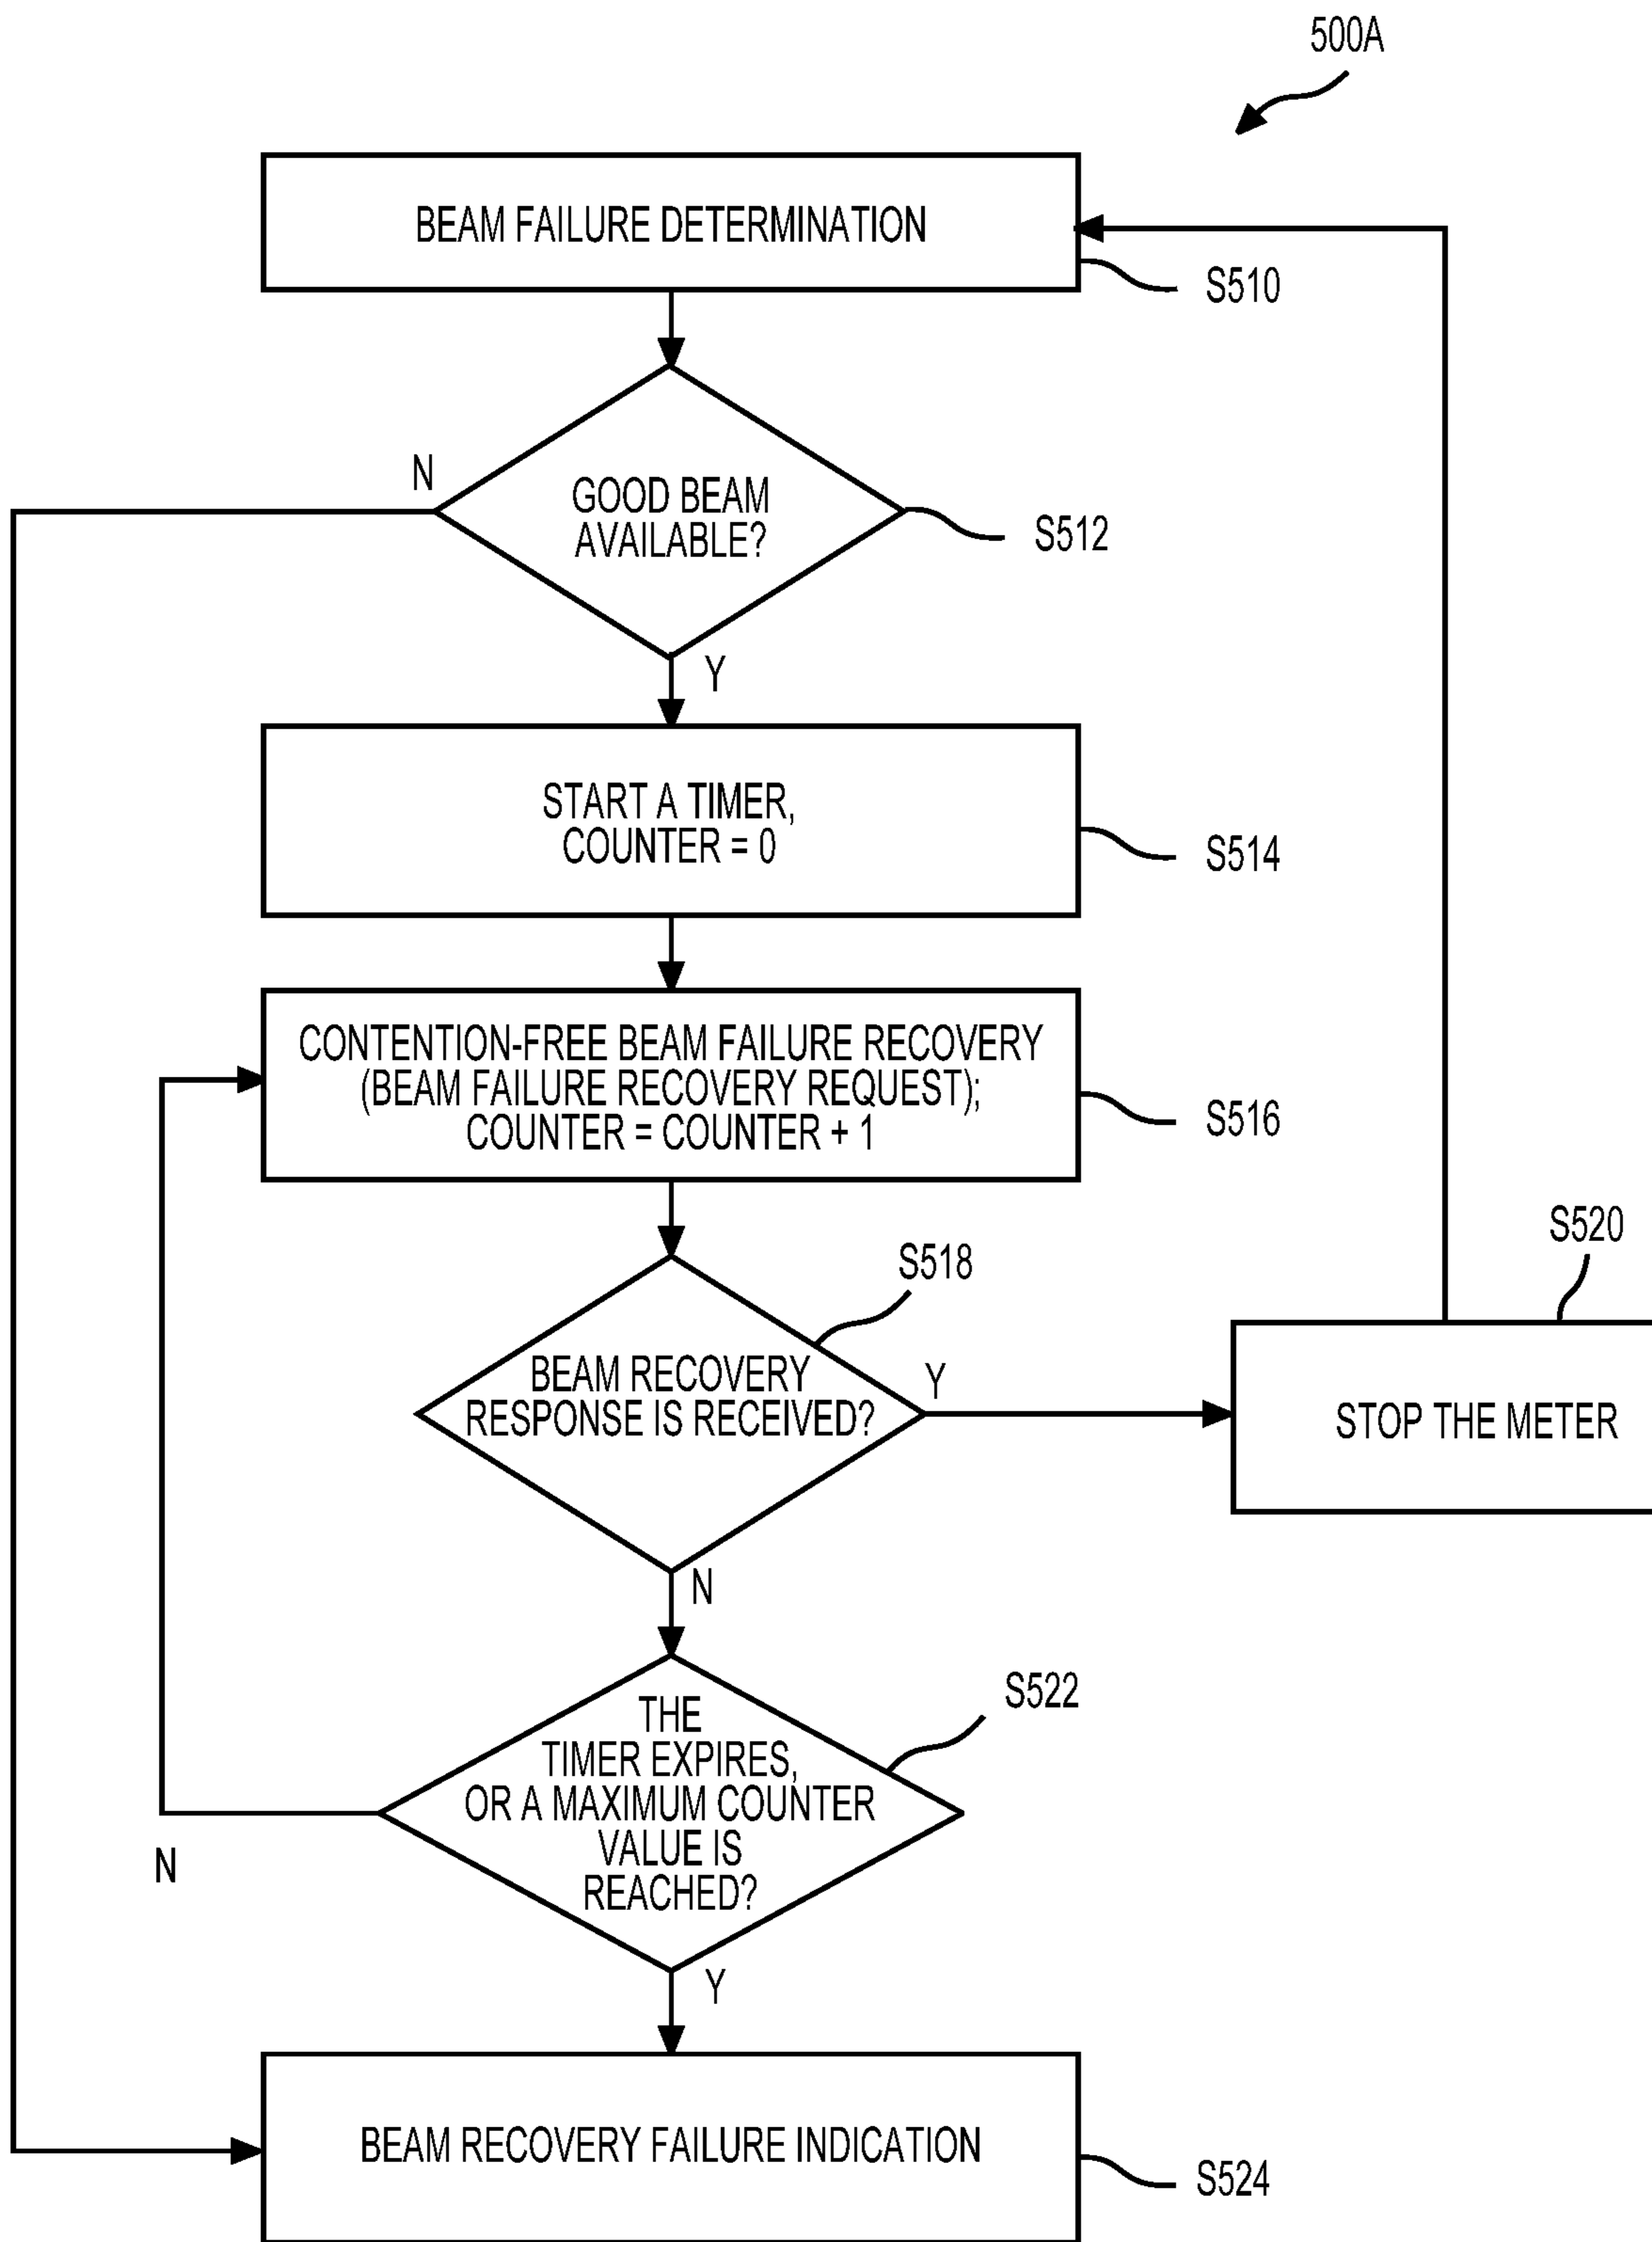 500A
BEAM FAILURE DETERMINATION
S510
N
GOOD BEAM
AVAILABLE?
S512
Y
START A TIMER,
COUNTER = 0
S514
CONTENTION-FREE BEAM FAILURE RECOVERY
(BEAM FAILURE RECOVERY REQUEST);
COUNTER = COUNTER + 1
S516
S518
S520
BEAM RECOVERY
RESPONSE IS RECEIVED?
Y
STOP THE METER
N
S522
THE
TIMER EXPIRES,
OR A MAXIMUM COUNTER
VALUE IS
REACHED?
N
Y
BEAM RECOVERY FAILURE INDICATION
S524